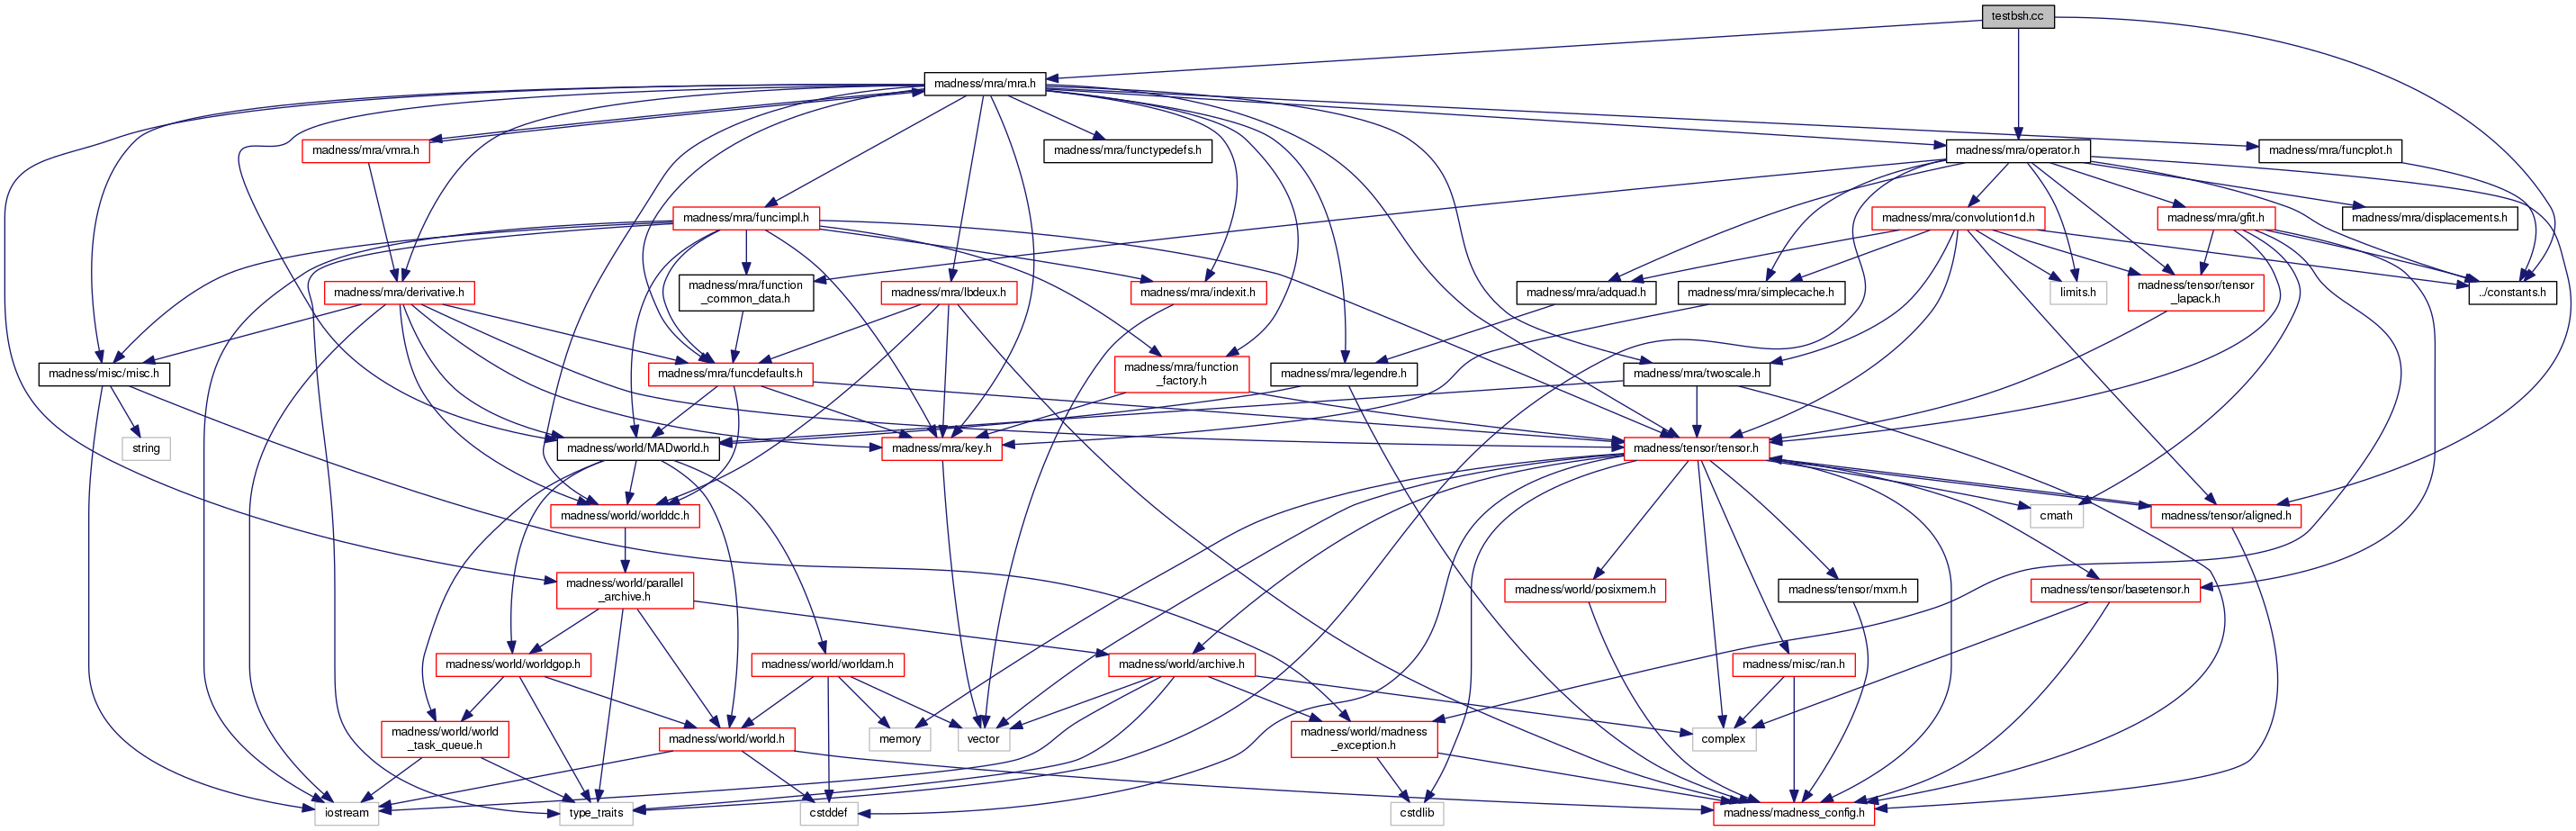 testbsh.cc
madness/mra/mra.h
madness/mra/vmra.h
madness/mra/functypedefs.h
madness/mra/operator.h
madness/mra/funcplot.h
madness/mra/funcimpl.h
madness/mra/convolution1d.h
madness/mra/gfit.h
madness/mra/displacements.h
madness/mra/derivative.h
madness/mra/function
_common_data.h
madness/mra/lbdeux.h
madness/mra/indexit.h
madness/mra/adquad.h
madness/mra/simplecache.h
limits.h
madness/tensor/tensor
_lapack.h
../constants.h
madness/misc/misc.h
madness/mra/funcdefaults.h
madness/mra/function
_factory.h
madness/mra/legendre.h
madness/mra/twoscale.h
string
madness/world/MADworld.h
madness/mra/key.h
madness/tensor/tensor.h
madness/world/worlddc.h
cmath
madness/tensor/aligned.h
madness/world/parallel
_archive.h
madness/world/posixmem.h
madness/tensor/mxm.h
madness/tensor/basetensor.h
madness/world/worldgop.h
madness/world/worldam.h
madness/world/archive.h
madness/misc/ran.h
madness/world/world
_task_queue.h
madness/world/world.h
memory
vector
madness/world/madness
_exception.h
complex
iostream
type_traits
cstddef
cstdlib
madness/madness_config.h